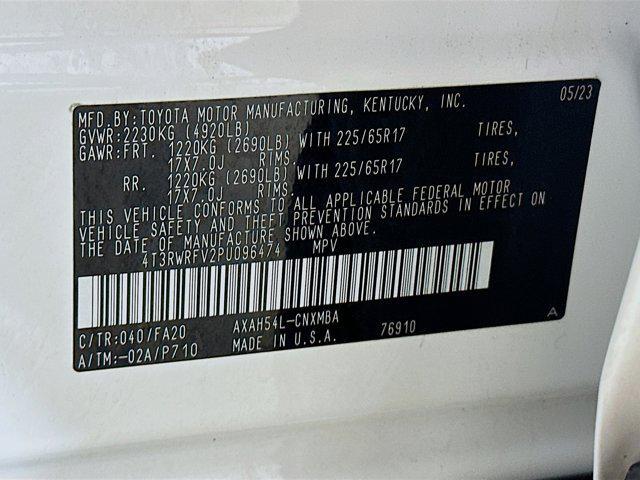 MFD.BY:TOYOTA MOTOR MANUFACTURING, KENTUCKY, INC. 05/23
GVWR:2230KG (4920LB)
GAWR:FRT. 1220KG (2690LB) WITH 225/65R17 TIRES,
17X7.0J RIMS.
RR. 1220KG (2690LB) WITH 225/65R17 TIRES,
17X7.0J RIMS.
THIS VEHICLE CONFORMS TO ALL APPLICABLE FEDERAL MOTOR
VEHICLE SAFETY AND THEFT PREVENTION STANDARDS IN EFFECT ON
THE DATE OF MANUFACTURE SHOWN ABOVE.
4T3RWRFV2PU096474 MPV
C/TR:040/FA20 AXAH54L-CNXMBA 76910 A
A/TM:-02A/P710 MADE IN U.S.A.